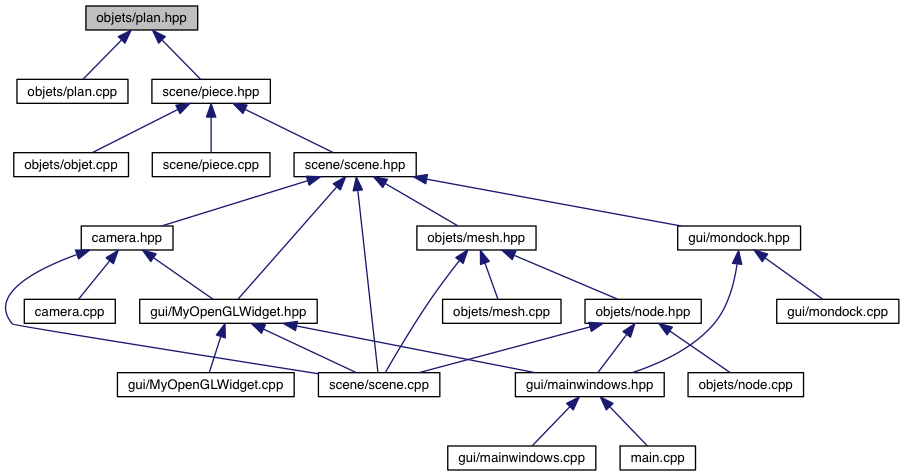 objets/plan.hpp
objets/plan.cpp
scene/piece.hpp
objets/objet.cpp
scene/piece.cpp
scene/scene.hpp
camera.hpp
objets/mesh.hpp
gui/mondock.hpp
camera.cpp
gui/MyOpenGLWidget.hpp
objets/mesh.cpp
objets/node.hpp
gui/mondock.cpp
gui/MyOpenGLWidget.cpp
scene/scene.cpp
gui/mainwindows.hpp
objets/node.cpp
gui/mainwindows.cpp
main.cpp